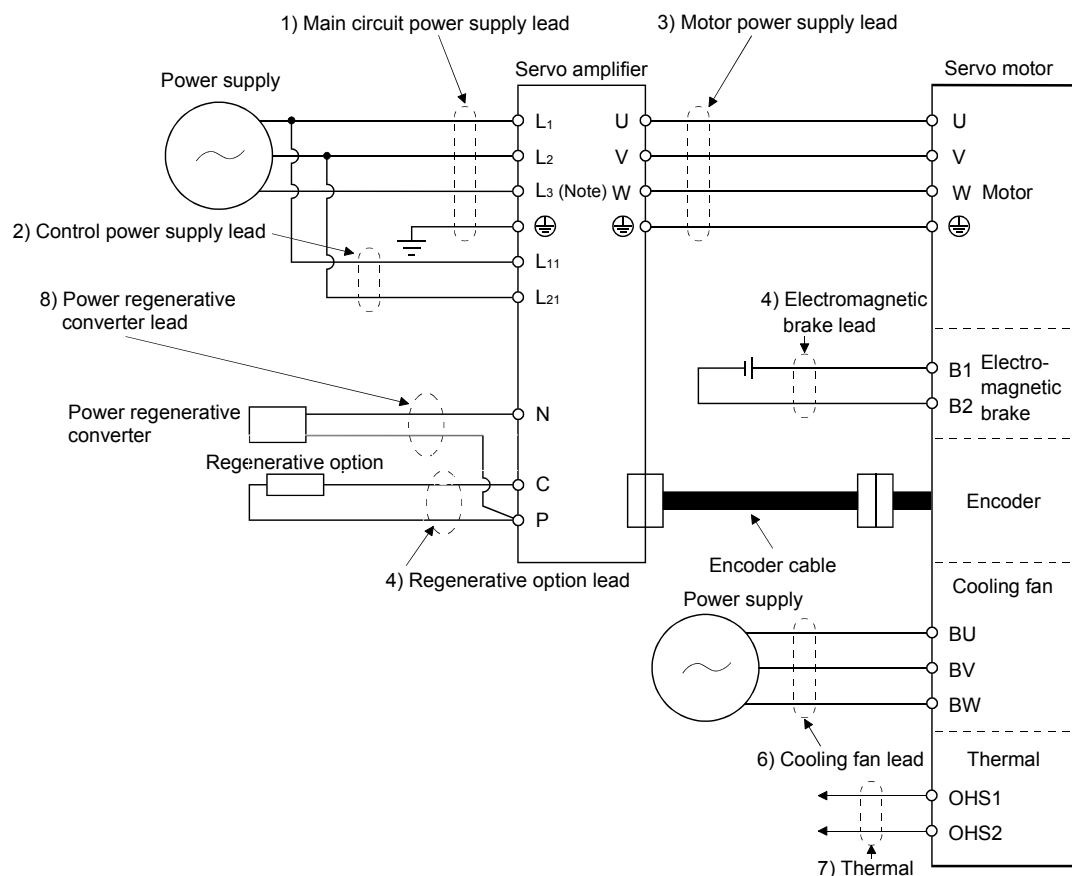 1) Main circuit power supply lead
3) Motor power supply lead
Power supply
Servo amplifier
Servo motor
L1
U
U
L2
V
V
L3 (Note)
W
W Motor
2) Control power supply lead
L11
L21
8) Power regenerative
converter lead
4) Electromagnetic
brake lead
B1
B2
Electro-
magnetic
brake
Power regenerative
converter
N
Regenerative option
C
P
Encoder
4) Regenerative option lead
Encoder cable
Power supply
Cooling fan
BU
BV
BW
6) Cooling fan lead
Thermal
OHS1
OHS2
7) Thermal